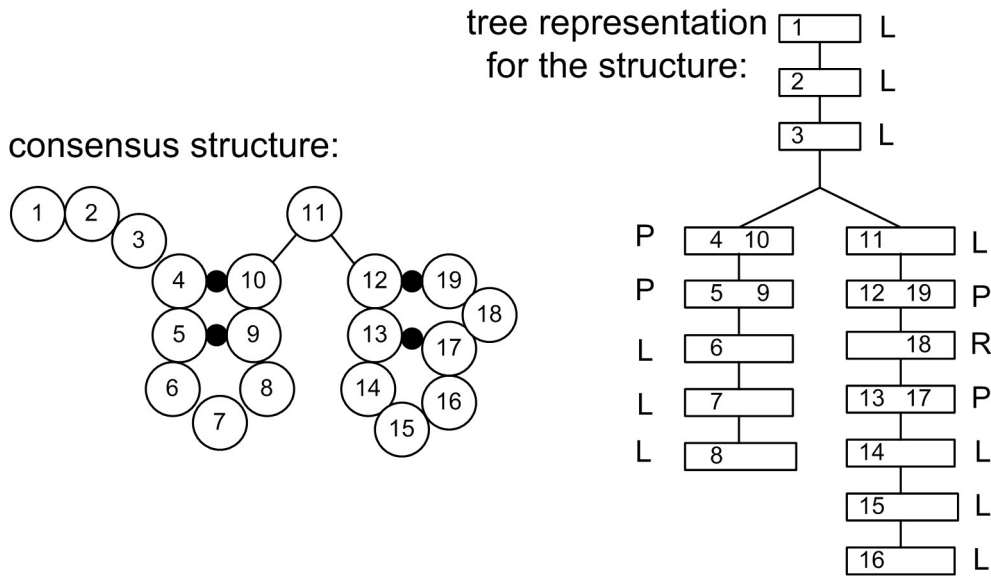 tree representation
for the structure:
1 L
2 L
3 L
consensus structure:
1 2 3 4 10 11 12 19
5 9 13 17 18
6 8 14 16
7 15
P 4 10
P 5 9
L 6
L 7
L 8
11 L
12 19 P
18 R
13 17 P
14 L
15 L
16 L